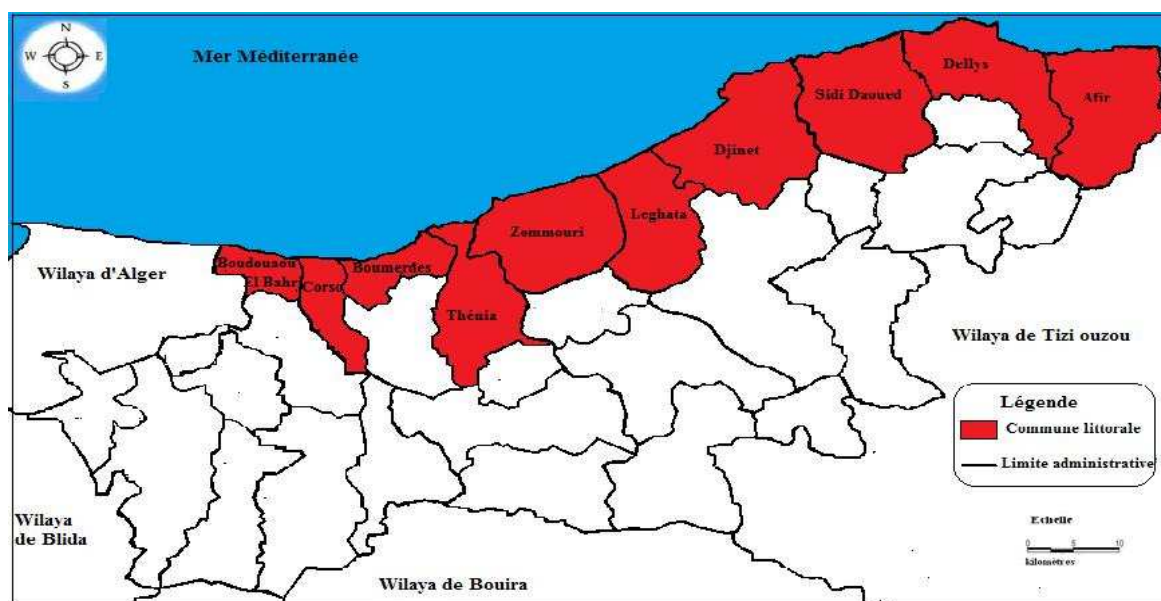 N
W E
S
Mer Méditerranée
Dellys
Sidi Daoued
Afir
Djinet
Leghata
Zommouri
Boudouaou
El Bahri
Corso
Boumerdes
Thénia
Wilaya d'Alger
Wilaya de Tizi ouzou
Légende
Commune littorale
Limite administrative
Wilaya
de Blida
Echelle
0 5 10
kilomètres
Wilaya de Bouira